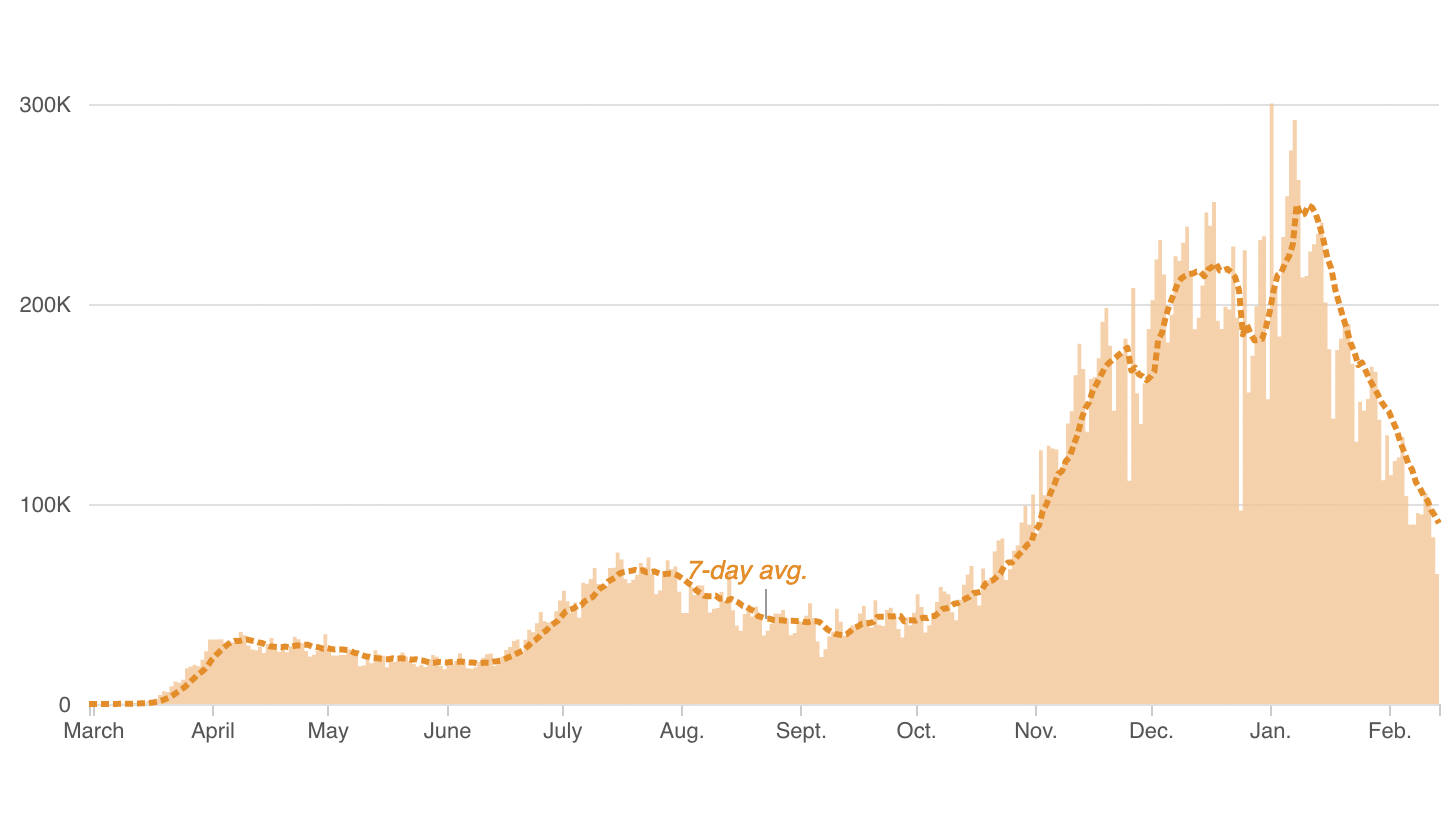 300K
200K
100K
7-day avg.
0
March April May June July Aug. Sept. Oct. Nov. Dec. Jan. Feb.